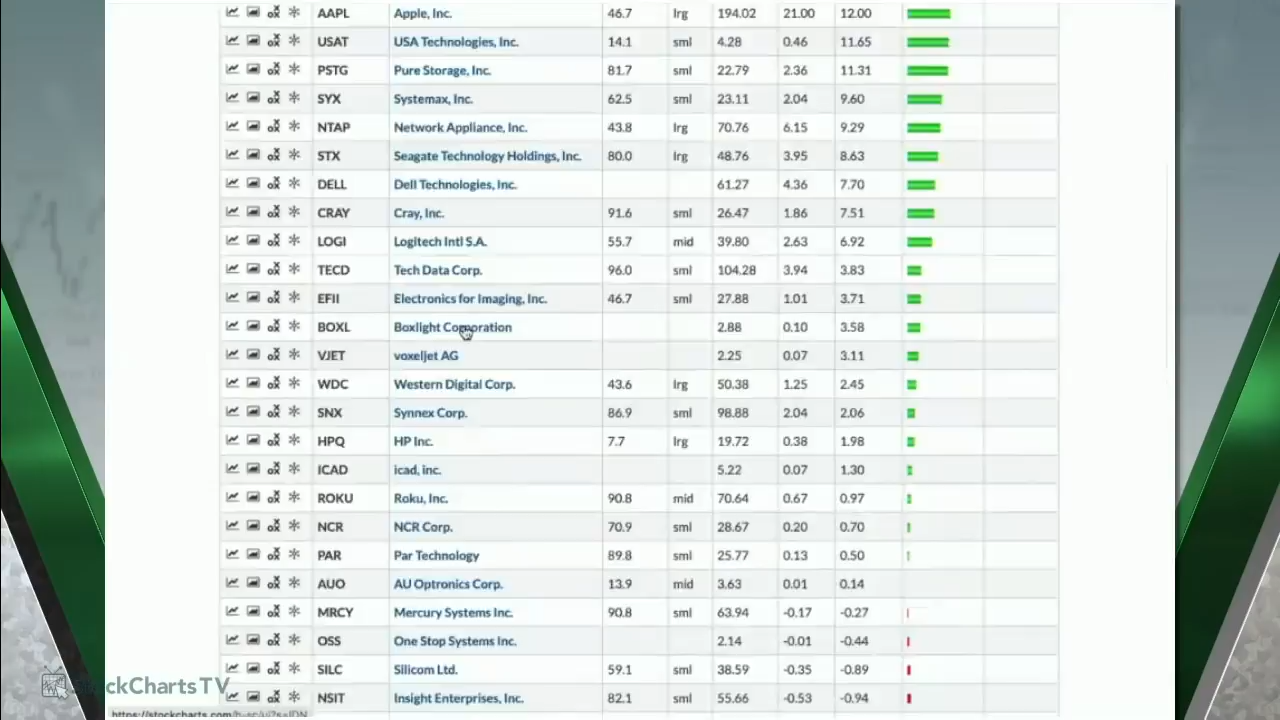 AAPL Apple, Inc. 46.7 lrg 194.02 21.00 12.00
USAT USA Technologies, Inc. 14.1 sml 4.28 0.46 11.65
PSTG Pure Storage, Inc. 81.7 sml 22.79 2.36 11.31
SYX Systemax, Inc. 62.5 sml 23.11 2.04 9.60
NTAP Network Appliance, Inc. 43.8 lrg 70.76 6.15 9.29
STX Seagate Technology Holdings, Inc. 80.0 lrg 48.76 3.95 8.63
DELL Dell Technologies, Inc. 61.27 4.36 7.70
CRAY Cray, Inc. 91.6 sml 26.47 1.86 7.51
LOGI Logitech Intl S.A. 55.7 mid 39.80 2.63 6.92
TECD Tech Data Corp. 96.0 sml 104.28 3.94 3.83
EFII Electronics for Imaging, Inc. 46.7 sml 27.88 1.01 3.71
BOXL Boxlight Corporation 2.88 0.10 3.58
VJET voxeljet AG 2.25 0.07 3.11
WDC Western Digital Corp. 43.6 lrg 50.38 1.25 2.45
SNX Synnex Corp. 86.9 sml 98.88 2.04 2.06
HPQ HP Inc. 7.7 lrg 19.72 0.38 1.98
ICAD icad, inc. 5.22 0.07 1.30
ROKU Roku, Inc. 90.8 mid 70.64 0.67 0.97
NCR NCR Corp. 70.9 sml 28.67 0.20 0.70
PAR Par Technology 89.8 sml 25.77 0.13 0.50
AUO AU Optronics Corp. 13.9 mid 3.63 0.01 0.14
MRCY Mercury Systems Inc. 90.8 sml 63.94 -0.17 -0.27
OSS One Stop Systems Inc. 2.14 -0.01 -0.44
SILC Silicom Ltd. 59.1 sml 38.59 -0.35 -0.89
StockChartsTV
NSIT Insight Enterprises, Inc. 82.1 sml 55.66 -0.53 -0.94